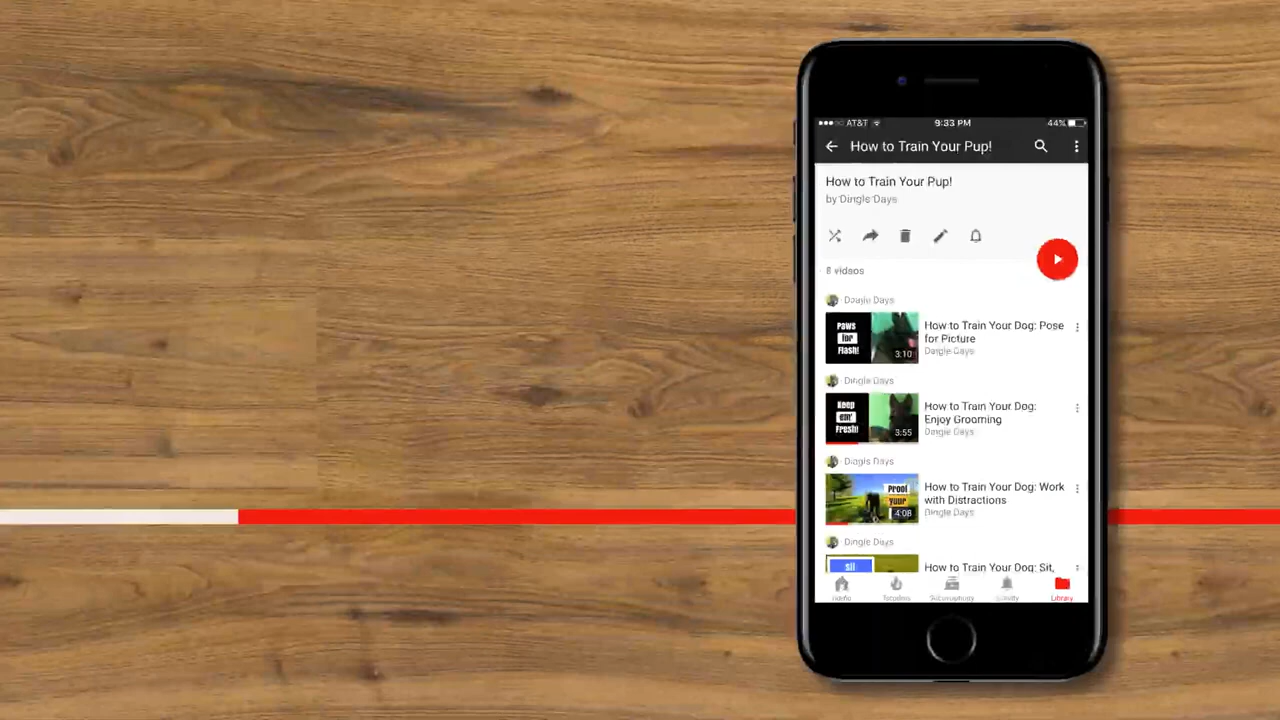 AT&T
9:33 PM
44%
How to Train Your Pup!
How to Train Your Pup!
by Dingle Days
8 videos
Dingle Days
Paws
for
Flash!
3:10
How to Train Your Dog: Pose
for Picture
Dingle Days
Dingle Days
Keep
em'
Fresh!
3:55
How to Train Your Dog:
Enjoy Grooming
Dingle Days
Dingle Days
Proof
your
4:08
How to Train Your Dog: Work
with Distractions
Dingle Days
Dingle Days
Sit
How to Train Your Dog: Sit,
Home
Trending
Subscriptions
Activity
Library